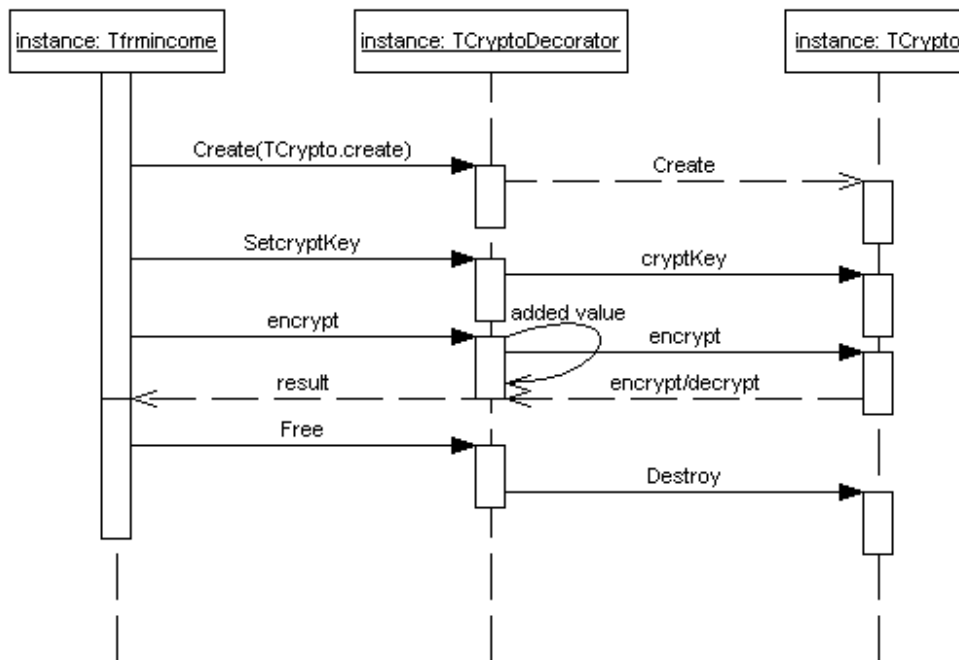 instance: Tfrmincome
instance: TCryptoDecorator
instance: TCrypto
Create(TCrypto.create)
Create
SetcryptKey
cryptKey
added value
encrypt
encrypt
result
encrypt/decrypt
Free
Destroy